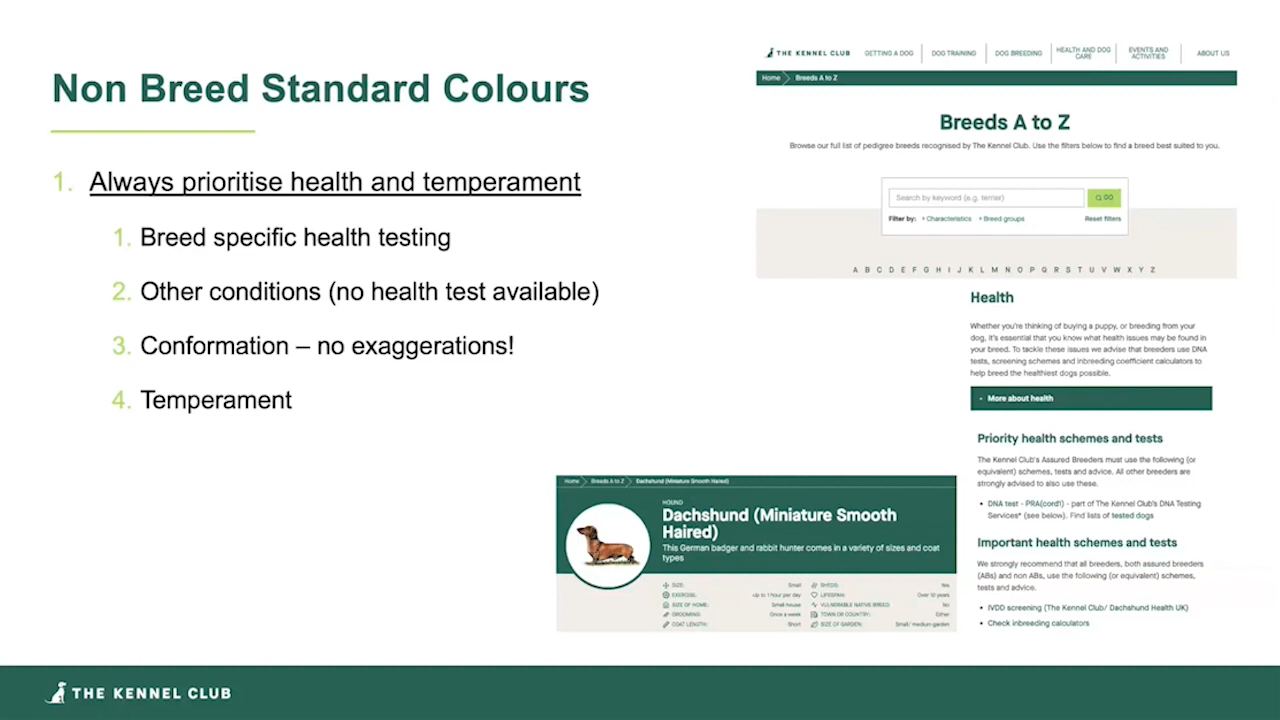 Non Breed Standard Colours
1. Always prioritise health and temperament
1. Breed specific health testing
2. Other conditions (no health test available)
3. Conformation – no exaggerations!
4. Temperament
THE KENNEL CLUB
GETTING A DOG
DOG TRAINING
DOG BREEDING
HEALTH AND DOG
CARE
EVENTS AND
ACTIVITIES
ABOUT US
Home
Breeds A to Z
Breeds A to Z
Browse our full list of pedigree breeds recognised by The Kennel Club. Use the filters below to find a breed best suited to you.
Search by keyword (e.g. terrier)
GO
Filter by: + Characteristics + Breed groups
Reset filters
A B C D E F G H I J K L M N O P Q R S T U V W X Y Z
Health
Whether you're thinking of buying a puppy, or breeding from your
dog, it's essential that you know what health issues may be found in
your breed. To tackle these issues we advise that breeders use DNA
tests, screening schemes and inbreeding coefficient calculators to
help breed the healthiest dogs possible.
- More about health
Priority health schemes and tests
The Kennel Club's Assured Breeders must use the following (or
equivalent) schemes, tests and advice. All other breeders are
strongly advised to also use these.
• DNA test - PRA(cord1) - part of The Kennel Club's DNA Testing
Services* (see below). Find lists of tested dogs
Important health schemes and tests
We strongly recommend that all breeders, both assured breeders
(ABs) and non ABs, use the following (or equivalent) schemes,
tests and advice.
• IVDD screening (The Kennel Club/ Dachshund Health UK)
• Check inbreeding calculators
Home
Breeds A to Z
Dachshund (Miniature Smooth Haired)
HOUND
Dachshund (Miniature Smooth
Haired)
This German badger and rabbit hunter comes in a variety of sizes and coat
types
SIZE: Small
EXERCISE: Up to 1 hour per day
SIZE OF HOME: Small house
GROOMING: Once a week
COAT LENGTH: Short
SHEDS: Yes
LIFESPAN: Over 10 years
VULNERABLE NATIVE BREED: No
TOWN OR COUNTRY: Either
SIZE OF GARDEN: Small/ medium garden
THE KENNEL CLUB